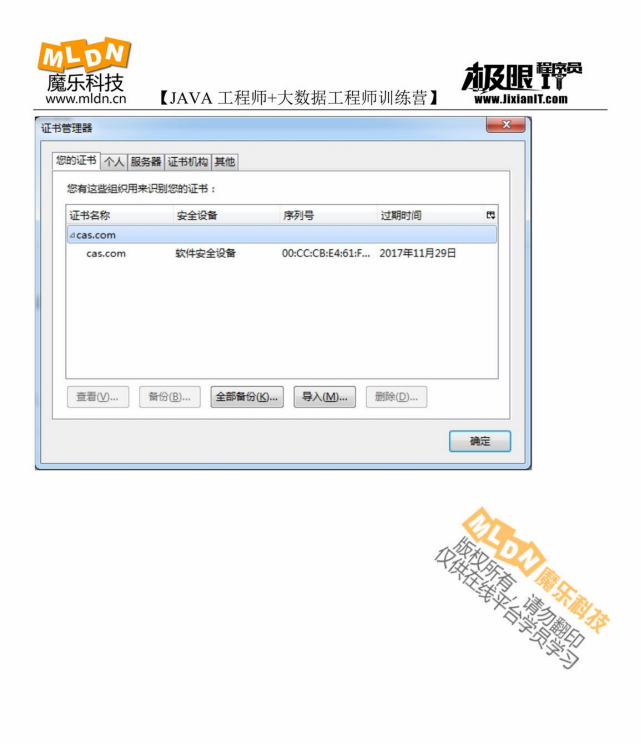 MLDN
魔乐科技
www.mldn.cn
【JAVA 工程师+大数据工程师训练营】
极限IT 程序员
www.JixianIT.com
证书管理器
您的证书 个人 服务器 证书机构 其他
您有这些组织用来识别您的证书：
证书名称 安全设备 序列号 过期时间
cas.com
cas.com 软件安全设备 00:CC:CB:E4:61:F... 2017年11月29日
查看(V)... 备份(B)... 全部备份(K)... 导入(M)... 删除(D)...
确定
MLDN 魔乐科技
版权所有，请勿翻印
仅供在线平台学员学习